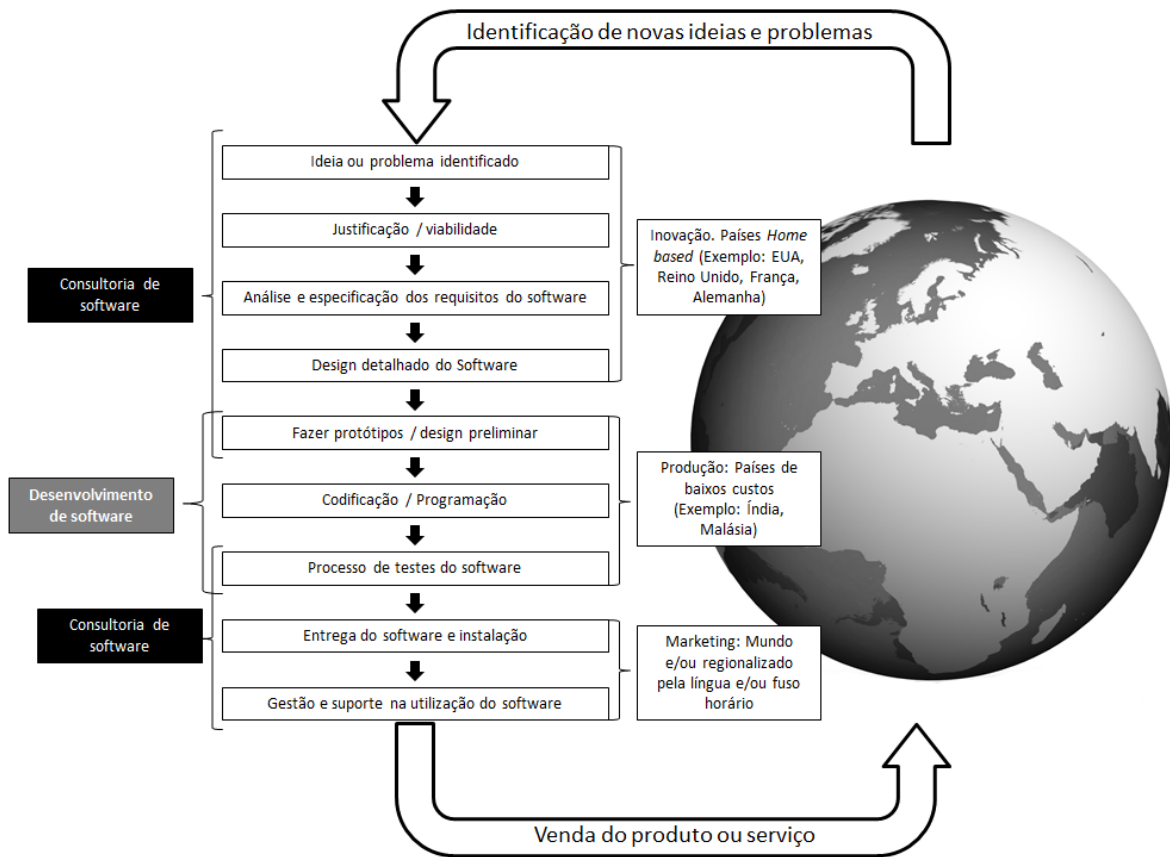 Identificação de novas ideias e problemas
Ideia ou problema identificado
Justificação / viabilidade
Análise e especificação dos requisitos do software
Design detalhado do Software
Fazer protótipos / design preliminar
Codificação / Programação
Processo de testes do software
Entrega do software e instalação
Gestão e suporte na utilização do software
Consultoria de
software
Desenvolvimento
de software
Consultoria de
software
Inovação. Países Home
based (Exemplo: EUA,
Reino Unido, França,
Alemanha)
Produção: Países de
baixos custos
(Exemplo: Índia,
Malásia)
Marketing: Mundo
e/ou regionalizado
pela língua e/ou fuso
horário
Venda do produto ou serviço